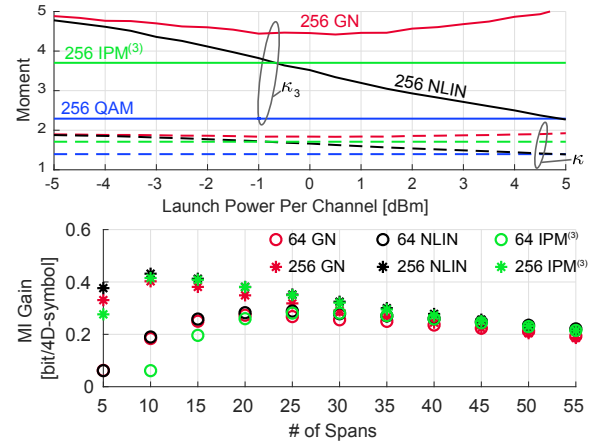 5
256 GN
4
256 IPM(3)
256 NLIN
3
κ3
256 QAM
2
κ
1
Moment
-5 -4 -3 -2 -1 0 1 2 3 4 5
Launch Power Per Channel [dBm]
0.6
64 GN 64 NLIN 64 IPM(3)
256 GN 256 NLIN 256 IPM(3)
0.4
0.2
0
MI Gain
[bit/4D-symbol]
5 10 15 20 25 30 35 40 45 50 55
# of Spans